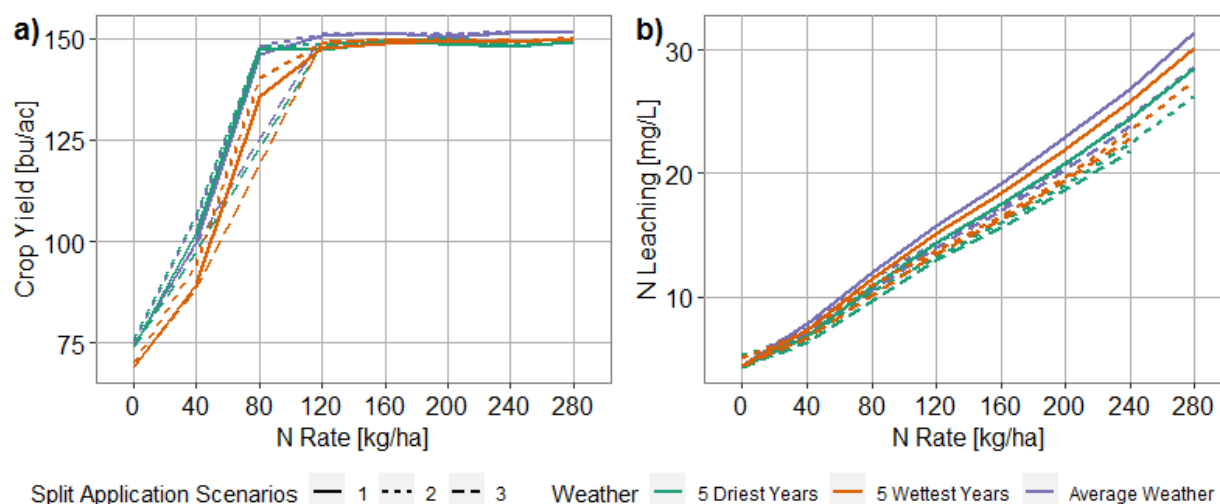 a)
Crop Yield [bu/ac]
150
125
100
75
0 40 80 120 160 200 240 280
N Rate [kg/ha]
b)
N Leaching [mg/L]
30
20
10
0 40 80 120 160 200 240 280
N Rate [kg/ha]
Split Application Scenarios 1 2 3 Weather 5 Driest Years 5 Wettest Years Average Weather